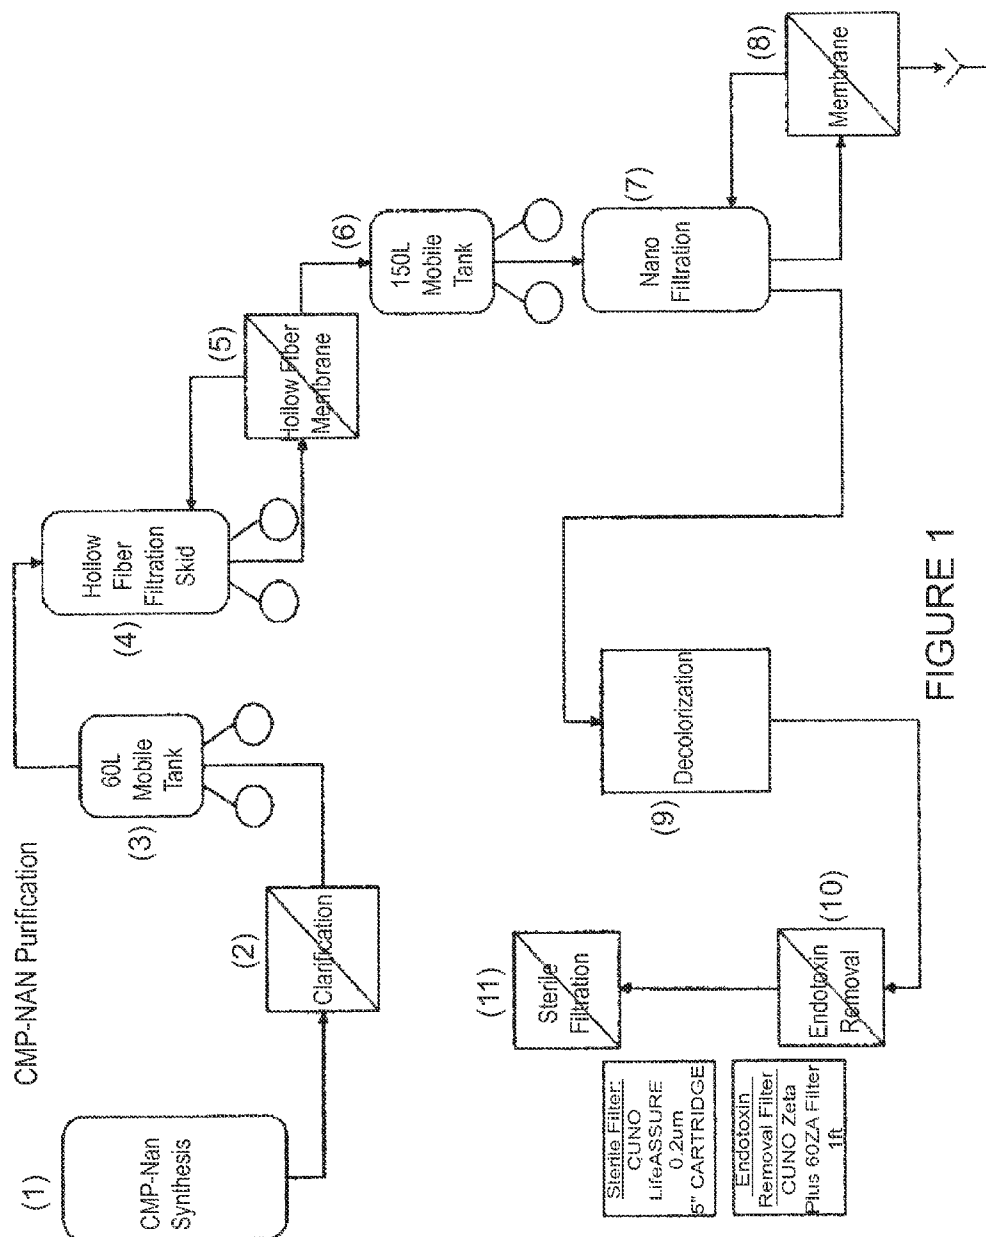 CMP-NAN Purification
(1)
CMP-Nan
Synthesis
(2)
Clarification
(3)
60L
Mobile
Tank
(4)
Hollow
Fiber
Filtration
Skid
(5)
Hollow Fiber
Membrane
(6)
150L
Mobile
Tank
(7)
Nano
Filtration
(8)
Membrane
(9)
Decolorization
(10)
Endotoxin
Removal
(11)
Sterile
Filtration
Sterile Filter:
CUNO
LifeASSURE
0.2um
5" CARTRIDGE
Endotoxin
Removal Filter
CUNO Zeta
Plus 60ZA Filter
1ft
FIGURE 1